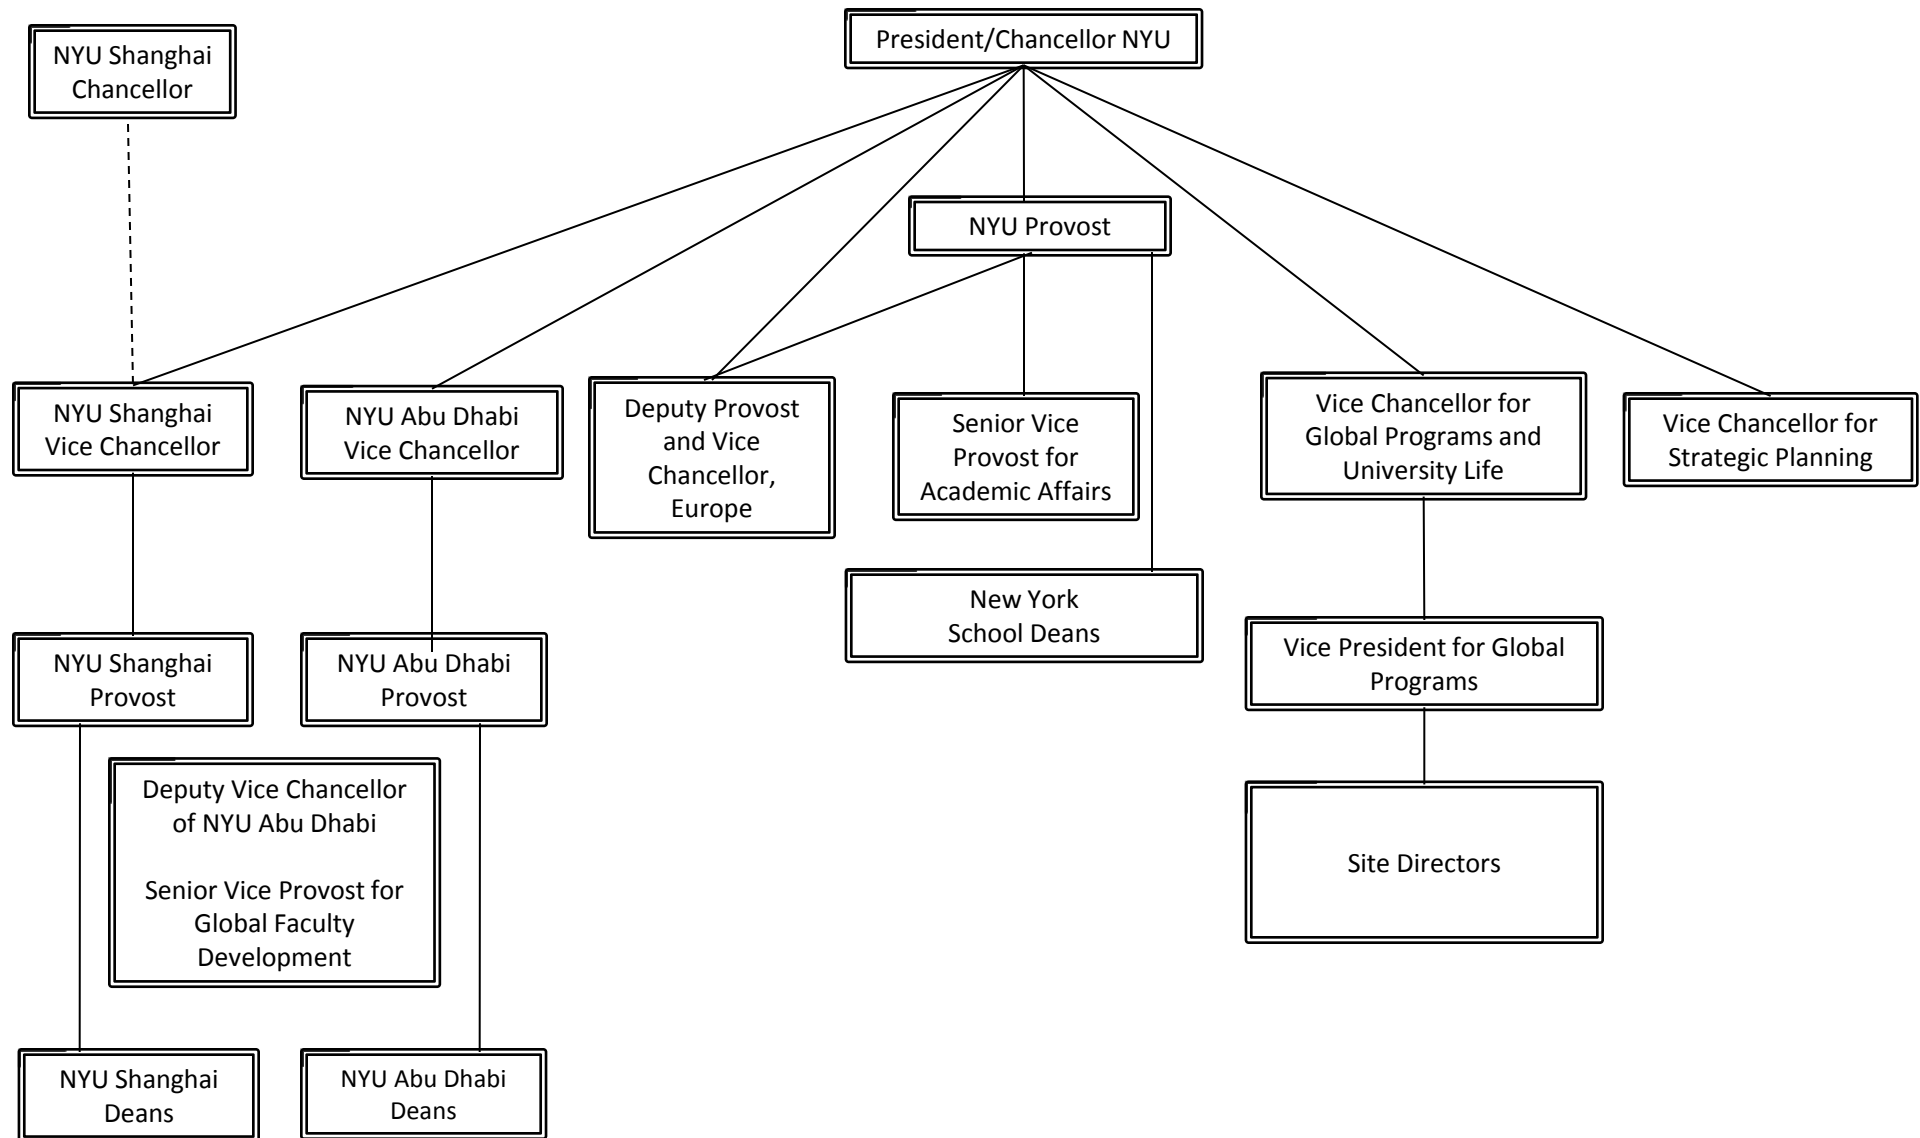 President/Chancellor NYU
NYU Shanghai
Chancellor
NYU Provost
NYU Shanghai
Vice Chancellor
NYU Abu Dhabi
Vice Chancellor
Deputy Provost
and Vice
Chancellor,
Europe
Senior Vice
Provost for
Academic Affairs
Vice Chancellor for
Global Programs and
University Life
Vice Chancellor for
Strategic Planning
New York
School Deans
NYU Shanghai
Provost
NYU Abu Dhabi
Provost
Vice President for Global
Programs
Deputy Vice Chancellor
of NYU Abu Dhabi
Senior Vice Provost for
Global Faculty
Development
Site Directors
NYU Shanghai
Deans
NYU Abu Dhabi
Deans